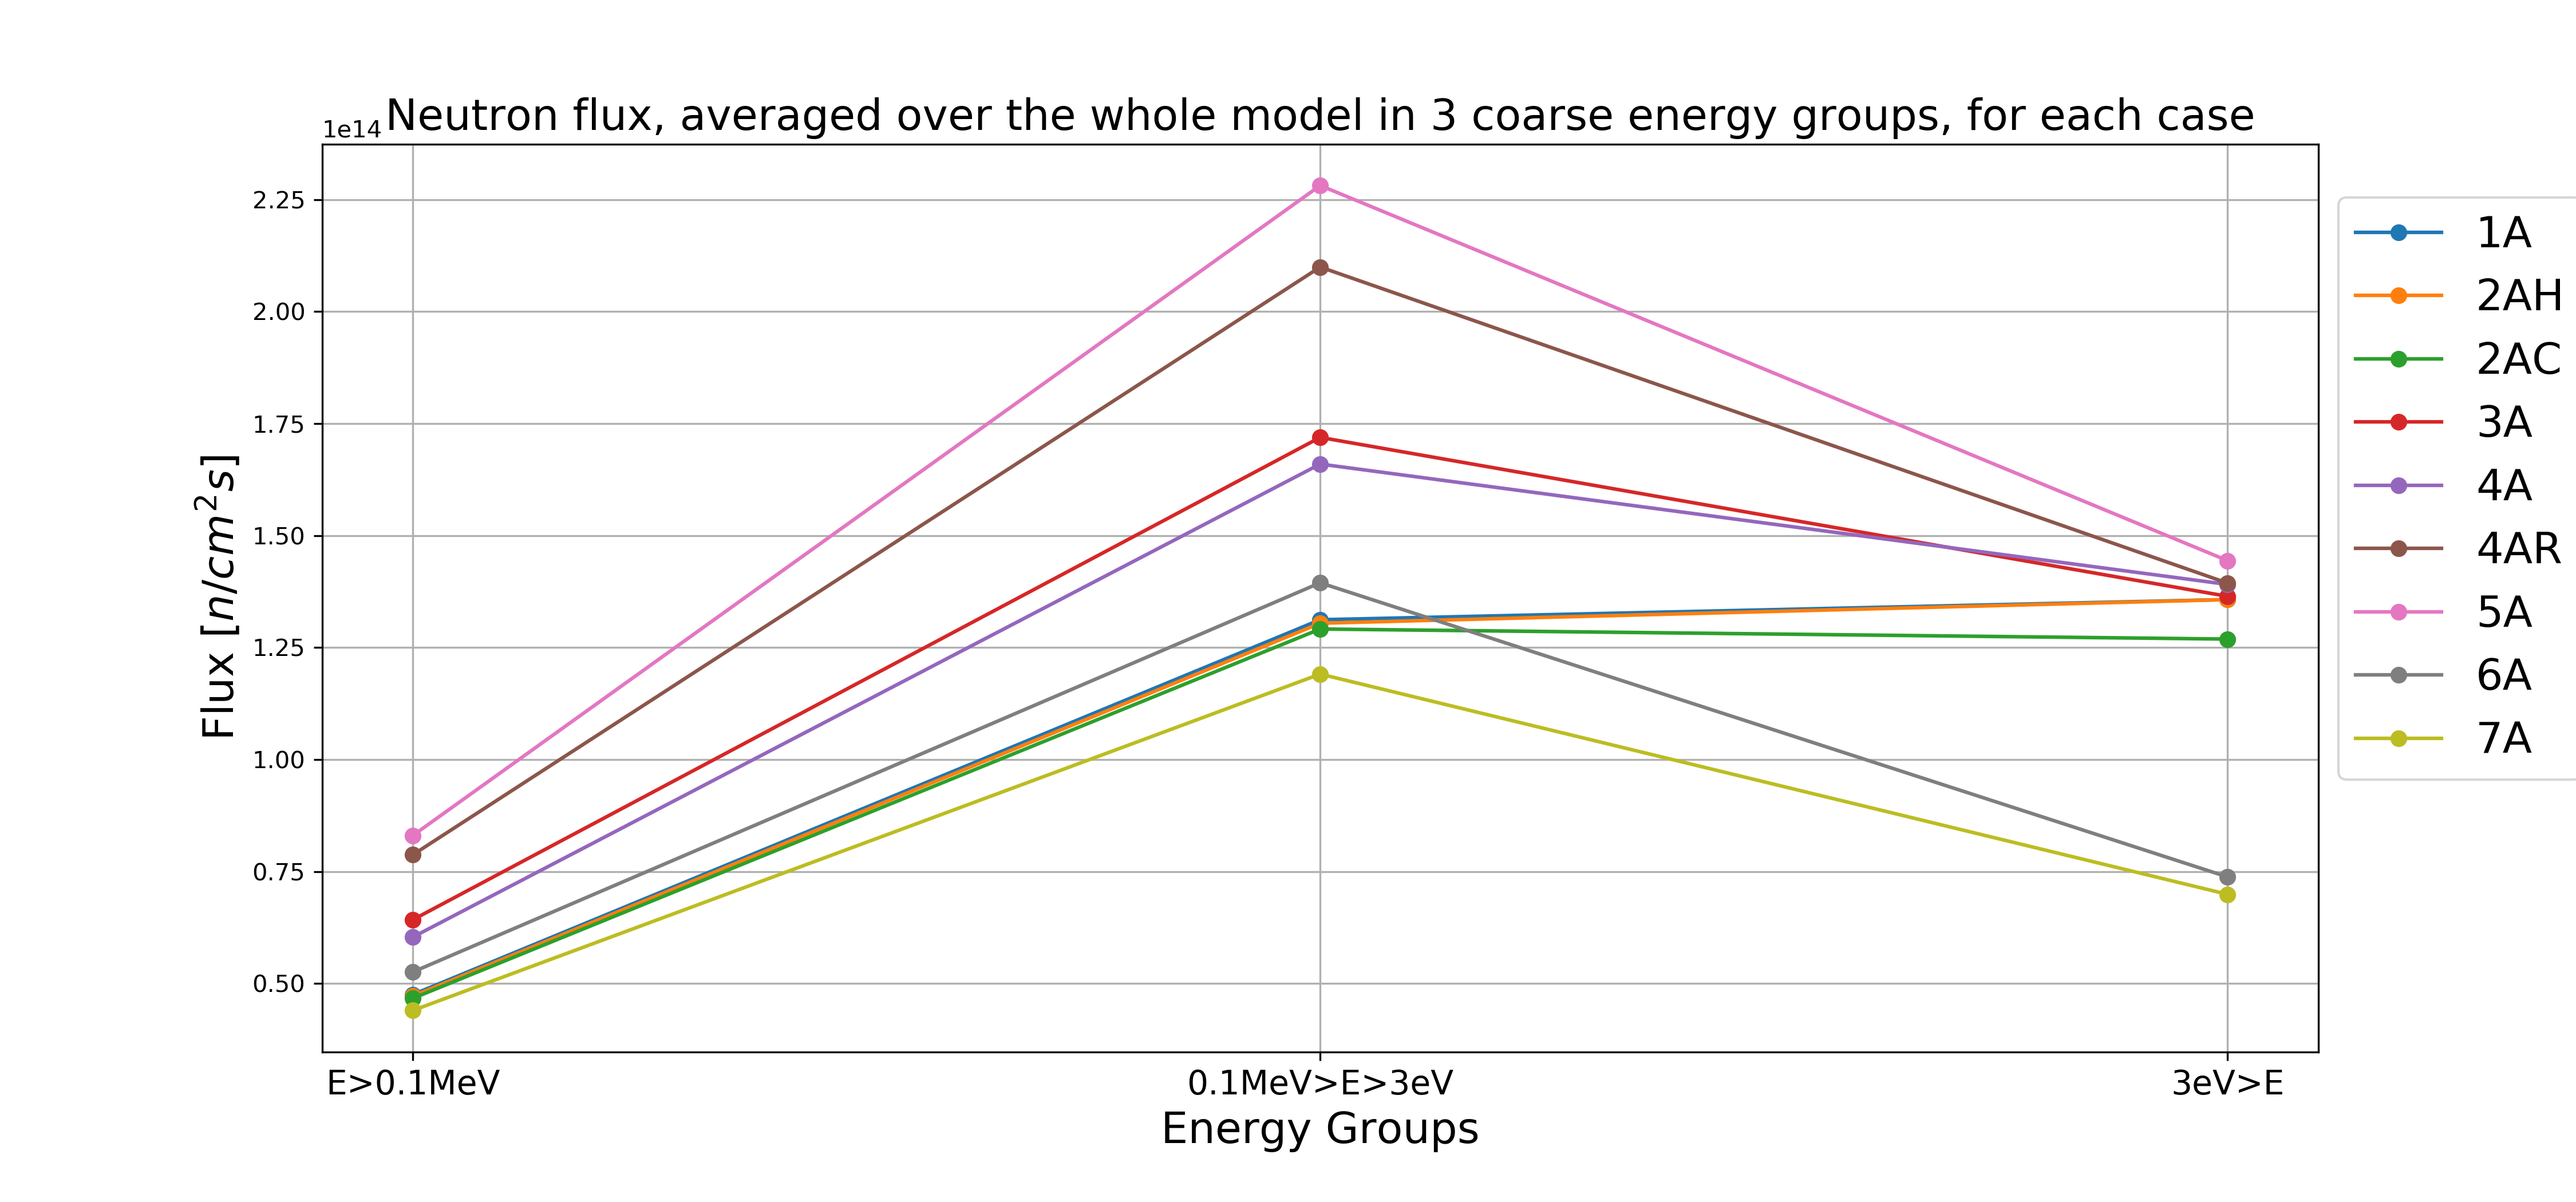 Neutron flux, averaged over the whole model in 3 coarse energy groups, for each case
1e14
2.25
2.00
1.75
1.50
1.25
1.00
0.75
0.50
Flux [n/cm²s]
E>0.1MeV
0.1MeV>E>3eV
3eV>E
Energy Groups
1A
2AH
2AC
3A
4A
4AR
5A
6A
7A